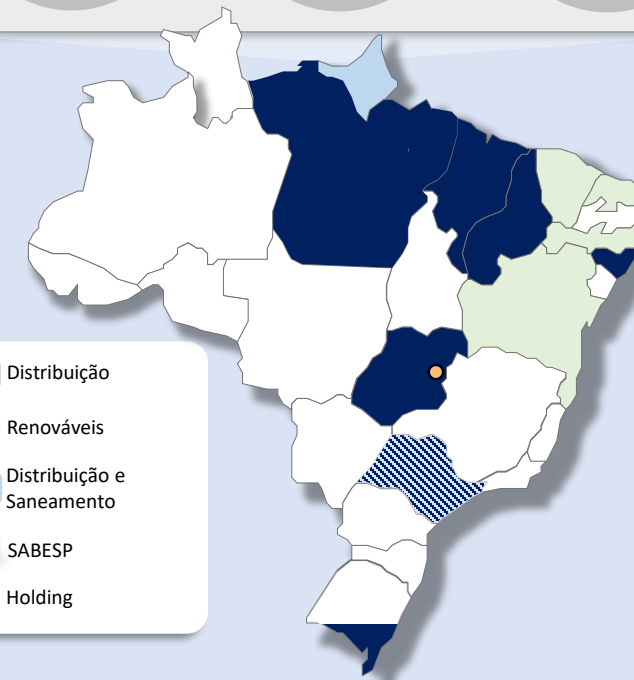 Distribuição
Renováveis
Distribuição e
Saneamento
SABESP
Holding